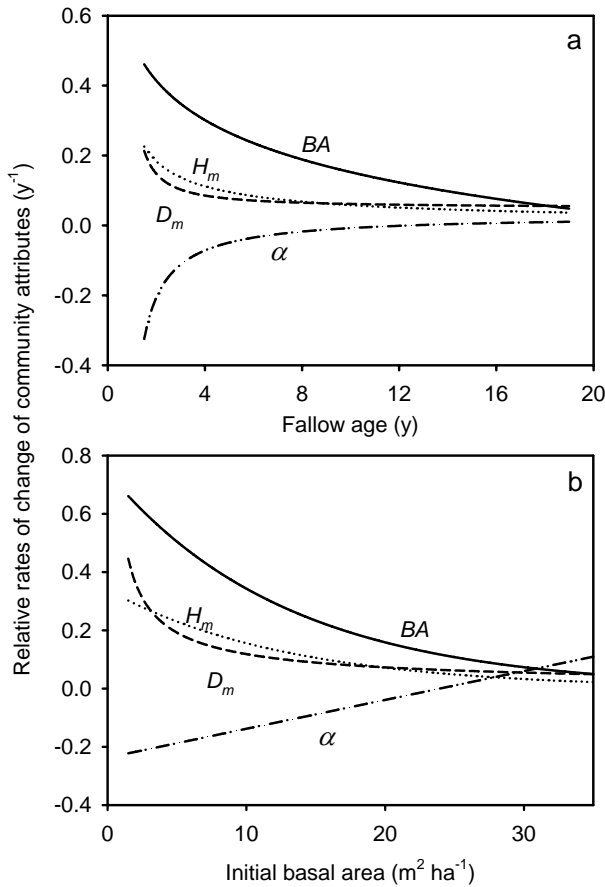 Relative rates of change of community attributes (y⁻¹)
a
0.6
0.4
0.2
0.0
-0.2
-0.4
BA
H_m
D_m
α
0 4 8 12 16 20
Fallow age (y)
b
0.8
0.6
0.4
0.2
0.0
-0.2
-0.4
H_m
BA
D_m
α
0 10 20 30
Initial basal area (m² ha⁻¹)